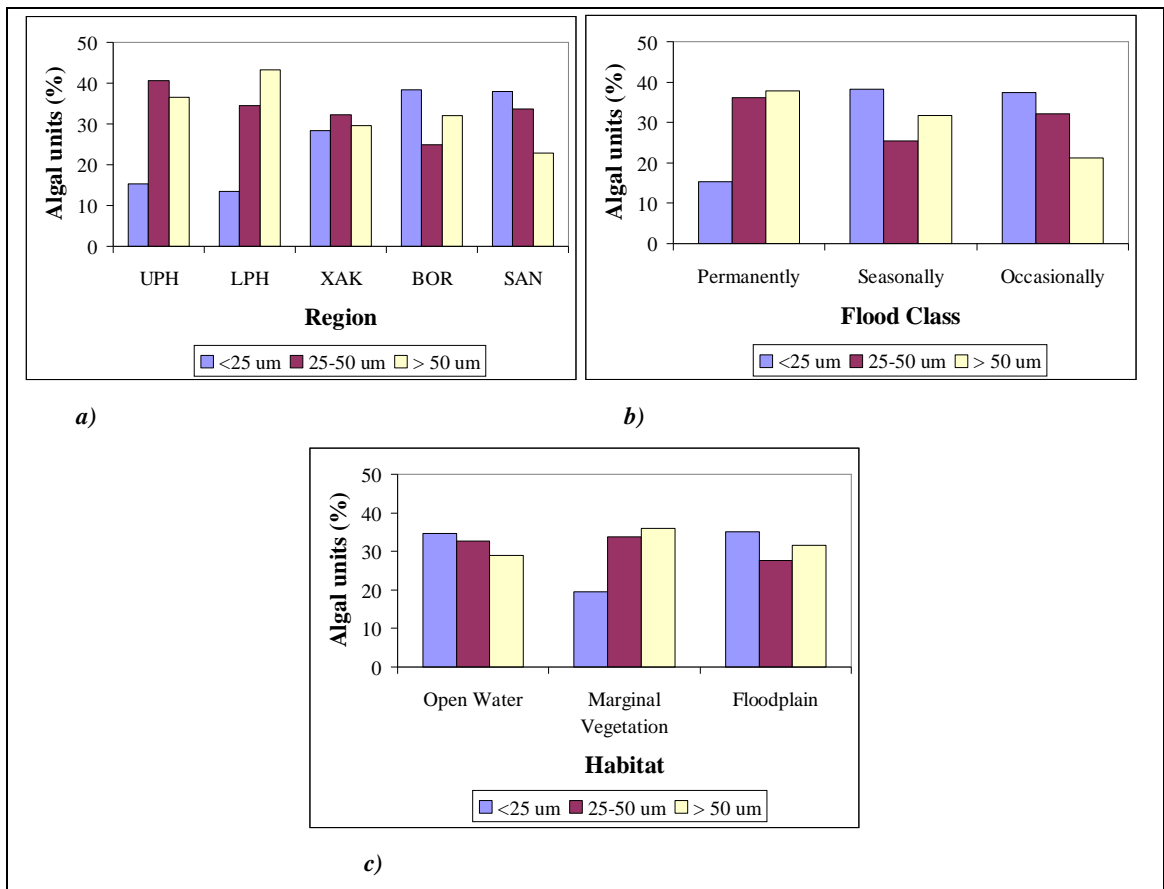 50
40
30
20
10
0
Algal units (%)
UPH LPH XAK BOR SAN
Region
<25 um 25-50 um > 50 um
a)
50
40
30
20
10
0
Algal units (%)
Permanently Seasonally Occasionally
Flood Class
<25 um 25-50 um > 50 um
b)
50
40
30
20
10
0
Algal units (%)
Open Water Marginal Floodplain
Vegetation
Habitat
<25 um 25-50 um > 50 um
c)